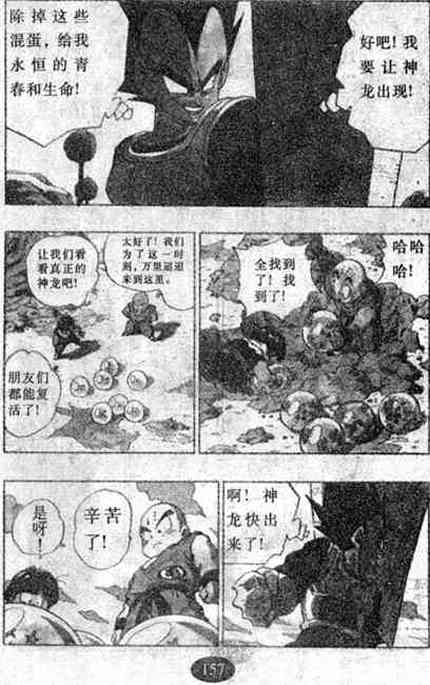 好吧！我
要让神
龙出现！
除掉这些
混蛋，给我
永恒的青
春和生命！
哈哈
哈！
全找到
了！找
到了！
太好了！我们
为了这一时
刻，万里迢迢
来到这里。
让我们看
看真正的
神龙吧！
朋友们
都能复
活了！
啊！神
龙快出
来了！
辛苦
了！
是呀！
157